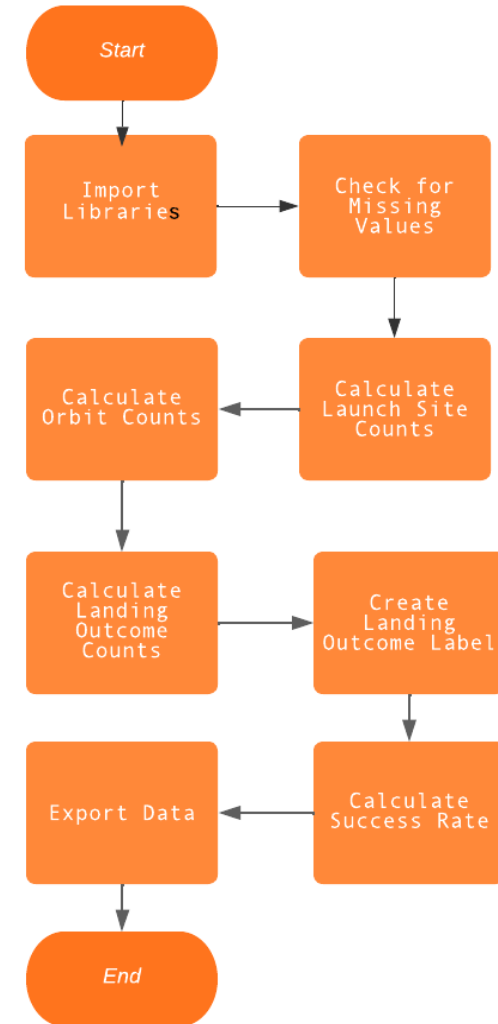 Start
Import
Libraries
Check for
Missing
Values
Calculate
Launch Site
Counts
Calculate
Orbit Counts
Calculate
Landing
Outcome
Counts
Create
Landing
Outcome Label
Calculate
Success Rate
Export Data
End